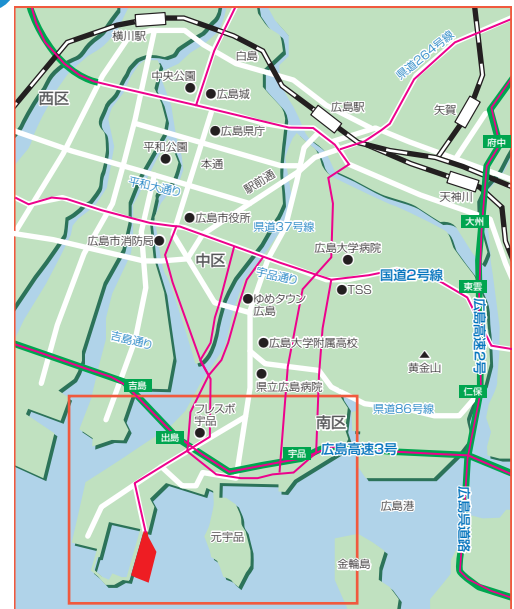 横川駅
白島
県道264号線
中央公園
西区
広島城
広島駅
矢賀
広島県庁
府中
平和公園
本通
駅前通
平和大通り
天神川
広島市役所
大州
県道37号線
広島市消防局
広島大学病院
中区
宇品通り
国道2号線
東雲
TSS
ゆめタウン
広島
広島高速2号
吉島通り
広島大学附属高校
黄金山
県立広島病院
吉島
仁保
県道86号線
フレスポ
宇品
南区
出島
宇品
広島高速3号
広島呉道路
広島港
元宇品
金輪島